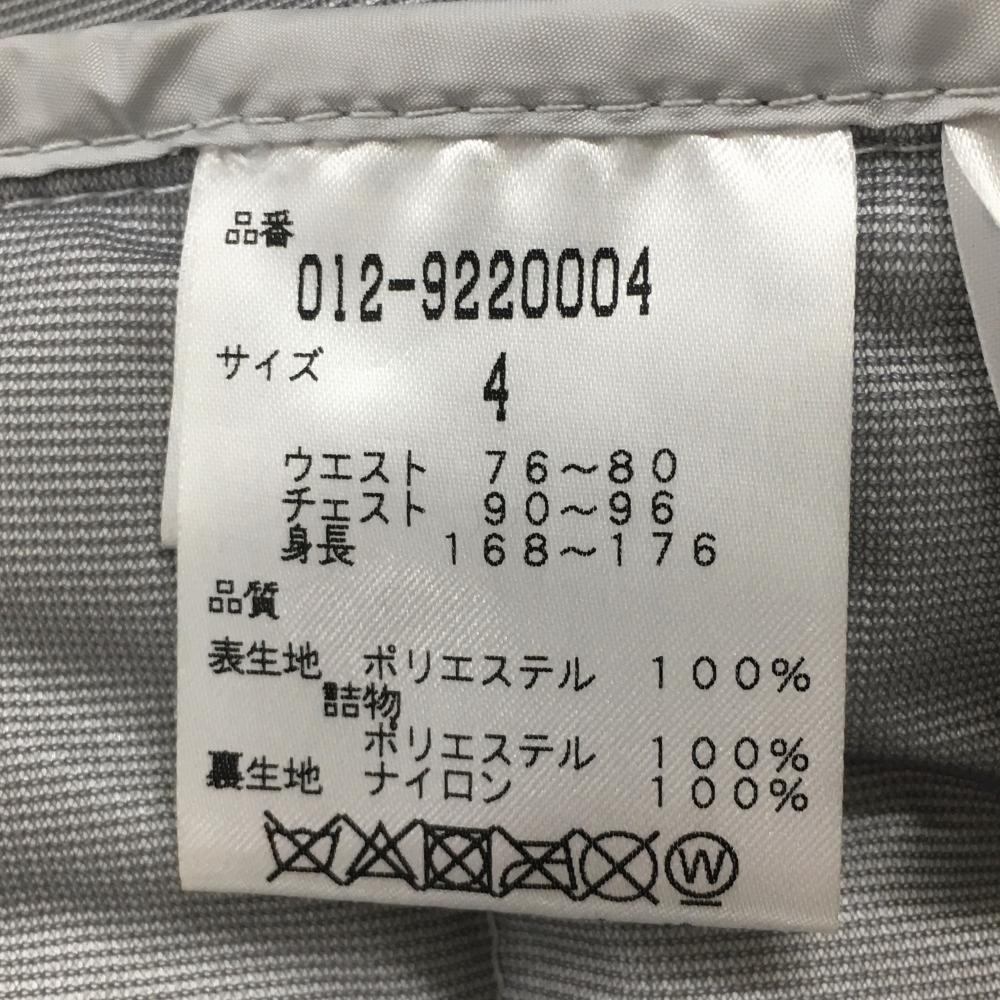 品番
012-9220004
サイズ 4
ウエスト 76～80
チェスト 90～96
身長 168～176
品質
表生地 ポリエステル 100%
詰物
ポリエステル 100%
裏生地 ナイロン 100%
W